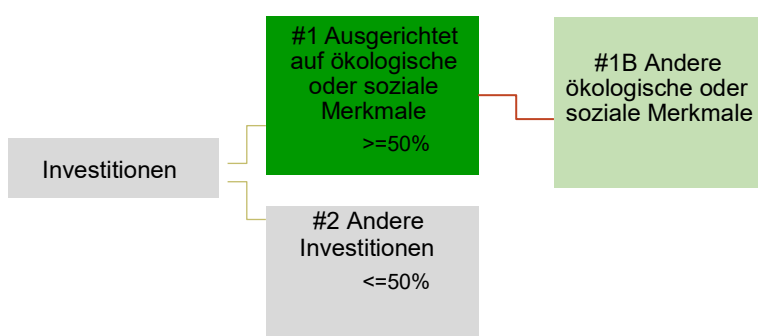 Investitionen
#1 Ausgerichtet
auf ökologische
oder soziale
Merkmale
>=50%
#2 Andere
Investitionen
<=50%
#1B Andere
ökologische oder
soziale Merkmale